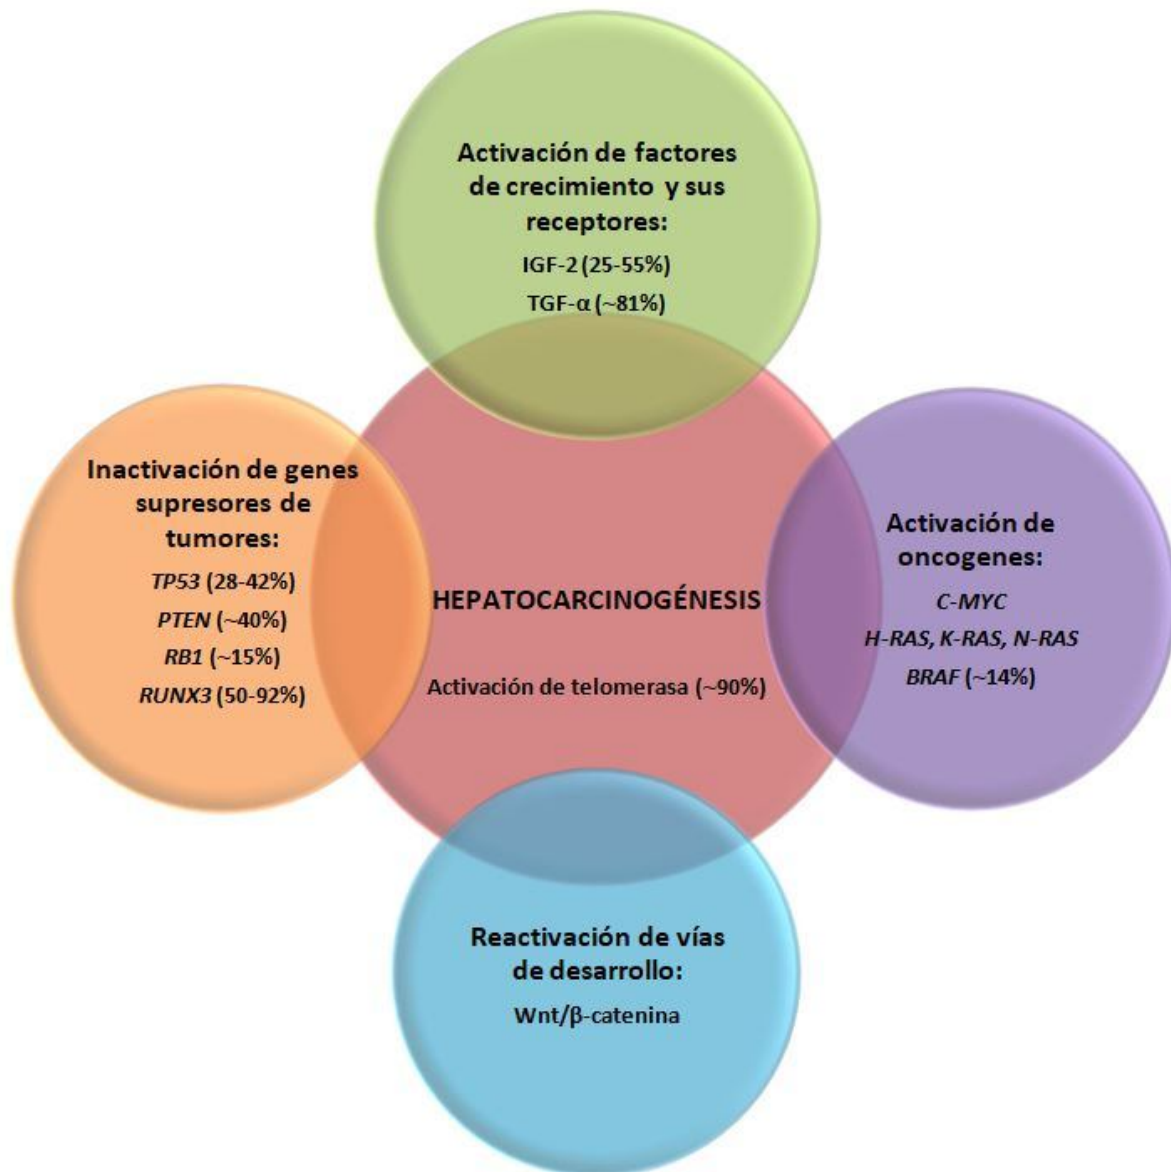 Activación de factores
de crecimiento y sus
receptores:
IGF-2 (25-55%)
TGF-α (~81%)
Inactivación de genes
supresores de
tumores:
TP53 (28-42%)
PTEN (~40%)
RB1 (~15%)
RUNX3 (50-92%)
HEPATOCARCINOGÉNESIS
Activación de telomerasa (~90%)
Activación de
oncogenes:
C-MYC
H-RAS, K-RAS, N-RAS
BRAF (~14%)
Reactivación de vías
de desarrollo:
Wnt/β-catenina